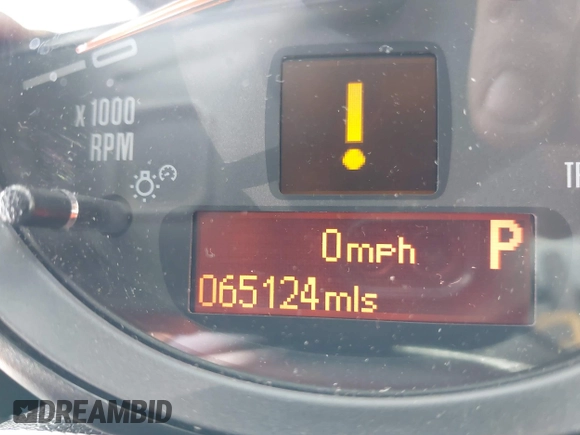 x 1000
RPM
!
0mph
P
065124mls
DREAMBID